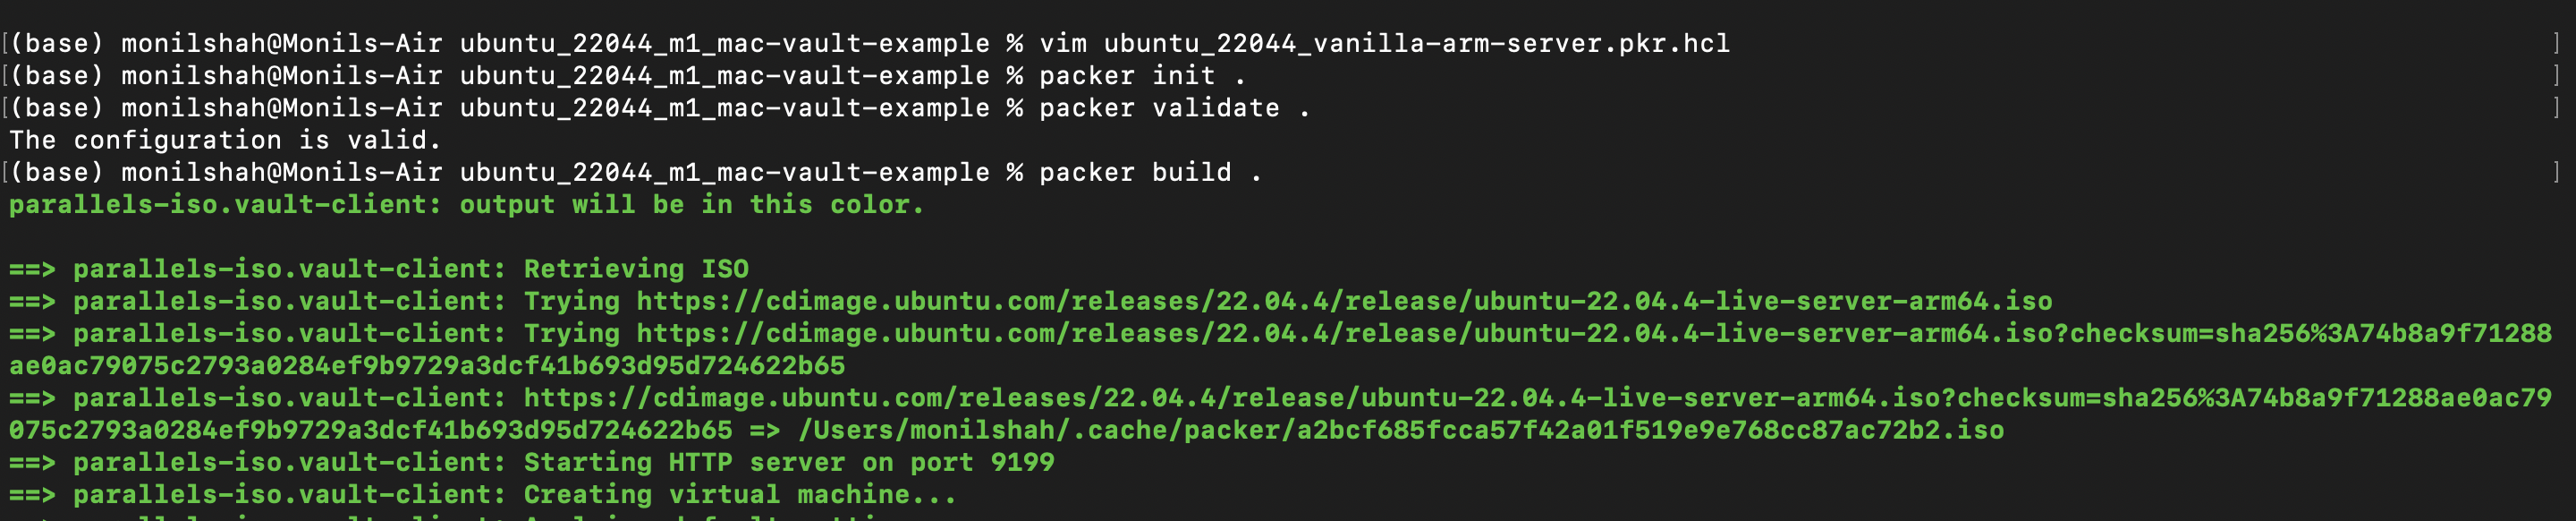 [(base) monilshah@Monils-Air ubuntu_22044_m1_mac-vault-example % vim ubuntu_22044_vanilla-arm-server.pkr.hcl ]
[(base) monilshah@Monils-Air ubuntu_22044_m1_mac-vault-example % packer init . ]
[(base) monilshah@Monils-Air ubuntu_22044_m1_mac-vault-example % packer validate . ]
The configuration is valid.
[(base) monilshah@Monils-Air ubuntu_22044_m1_mac-vault-example % packer build . ]
parallels-iso.vault-client: output will be in this color.
==> parallels-iso.vault-client: Retrieving ISO
==> parallels-iso.vault-client: Trying https://cdimage.ubuntu.com/releases/22.04.4/release/ubuntu-22.04.4-live-server-arm64.iso
==> parallels-iso.vault-client: Trying https://cdimage.ubuntu.com/releases/22.04.4/release/ubuntu-22.04.4-live-server-arm64.iso?checksum=sha256%3A74b8a9f71288
ae0ac79075c2793a0284ef9b9729a3dcf41b693d95d724622b65
==> parallels-iso.vault-client: https://cdimage.ubuntu.com/releases/22.04.4/release/ubuntu-22.04.4-live-server-arm64.iso?checksum=sha256%3A74b8a9f71288ae0ac79
075c2793a0284ef9b9729a3dcf41b693d95d724622b65 => /Users/monilshah/.cache/packer/a2bcf685fcca57f42a01f519e9e768cc87ac72b2.iso
==> parallels-iso.vault-client: Starting HTTP server on port 9199
==> parallels-iso.vault-client: Creating virtual machine...